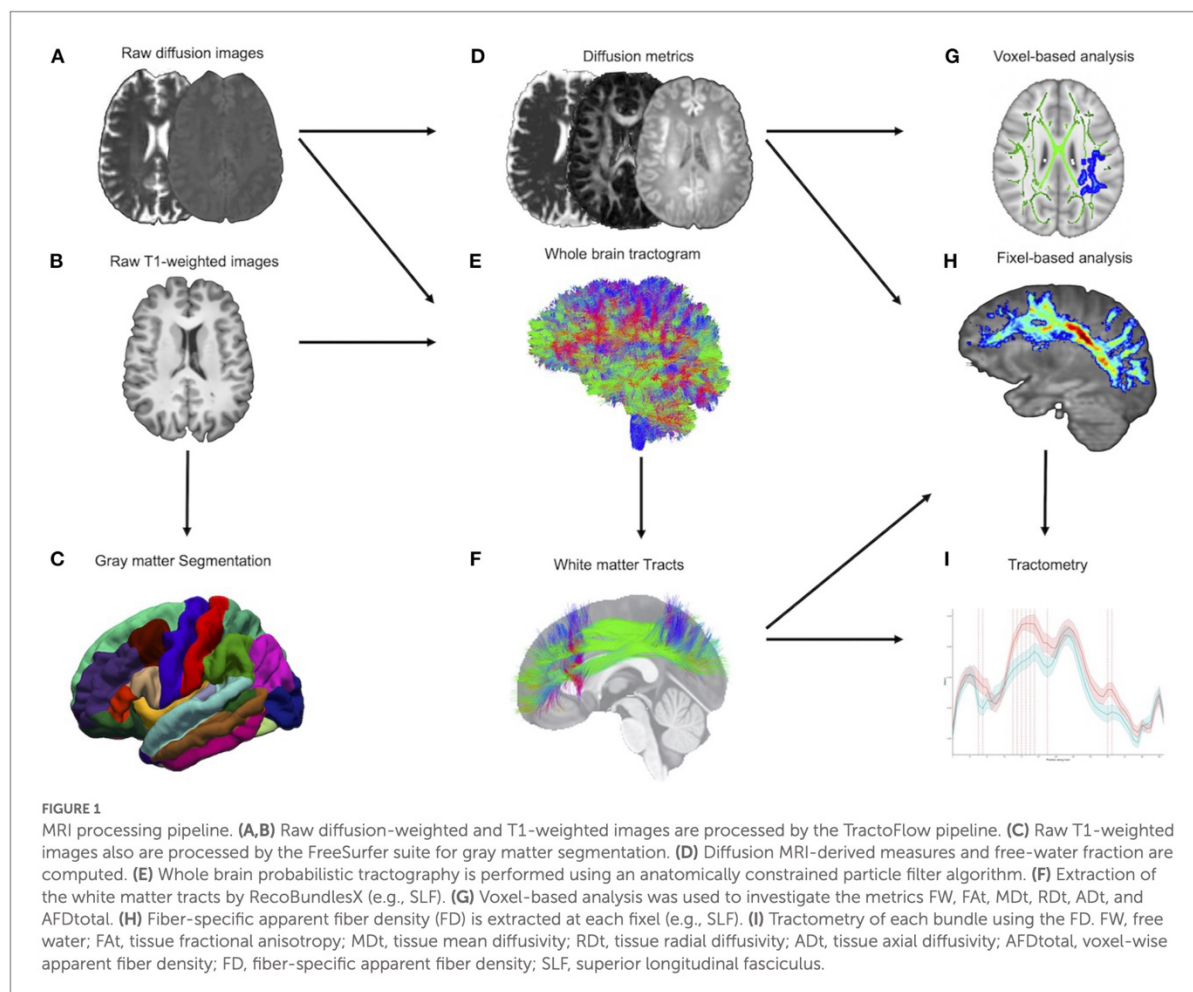 A Raw diffusion images
D Diffusion metrics
G Voxel-based analysis
B Raw T1-weighted images
E Whole brain tractogram
H Fixel-based analysis
C Gray matter Segmentation
F White matter Tracts
I Tractometry
FIGURE 1
MRI processing pipeline. (A,B) Raw diffusion-weighted and T1-weighted images are processed by the TractoFlow pipeline. (C) Raw T1-weighted
images also are processed by the FreeSurfer suite for gray matter segmentation. (D) Diffusion MRI-derived measures and free-water fraction are
computed. (E) Whole brain probabilistic tractography is performed using an anatomically constrained particle filter algorithm. (F) Extraction of
the white matter tracts by RecoBundlesX (e.g., SLF). (G) Voxel-based analysis was used to investigate the metrics FW, FAt, MDt, RDt, ADt, and
AFDtotal. (H) Fiber-specific apparent fiber density (FD) is extracted at each fixel (e.g., SLF). (I) Tractometry of each bundle using the FD. FW, free
water; FAt, tissue fractional anisotropy; MDt, tissue mean diffusivity; RDt, tissue radial diffusivity; ADt, tissue axial diffusivity; AFDtotal, voxel-wise
apparent fiber density; FD, fiber-specific apparent fiber density; SLF, superior longitudinal fasciculus.